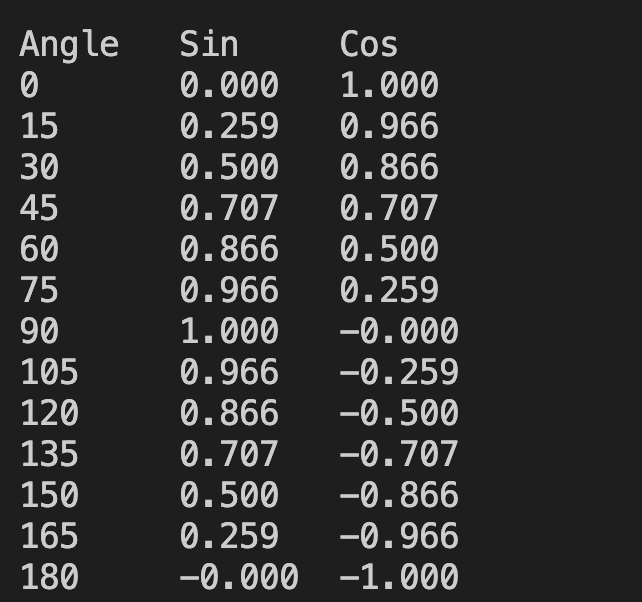 Angle   Sin     Cos
0       0.000   1.000
15      0.259   0.966
30      0.500   0.866
45      0.707   0.707
60      0.866   0.500
75      0.966   0.259
90      1.000   -0.000
105     0.966   -0.259
120     0.866   -0.500
135     0.707   -0.707
150     0.500   -0.866
165     0.259   -0.966
180     -0.000  -1.000